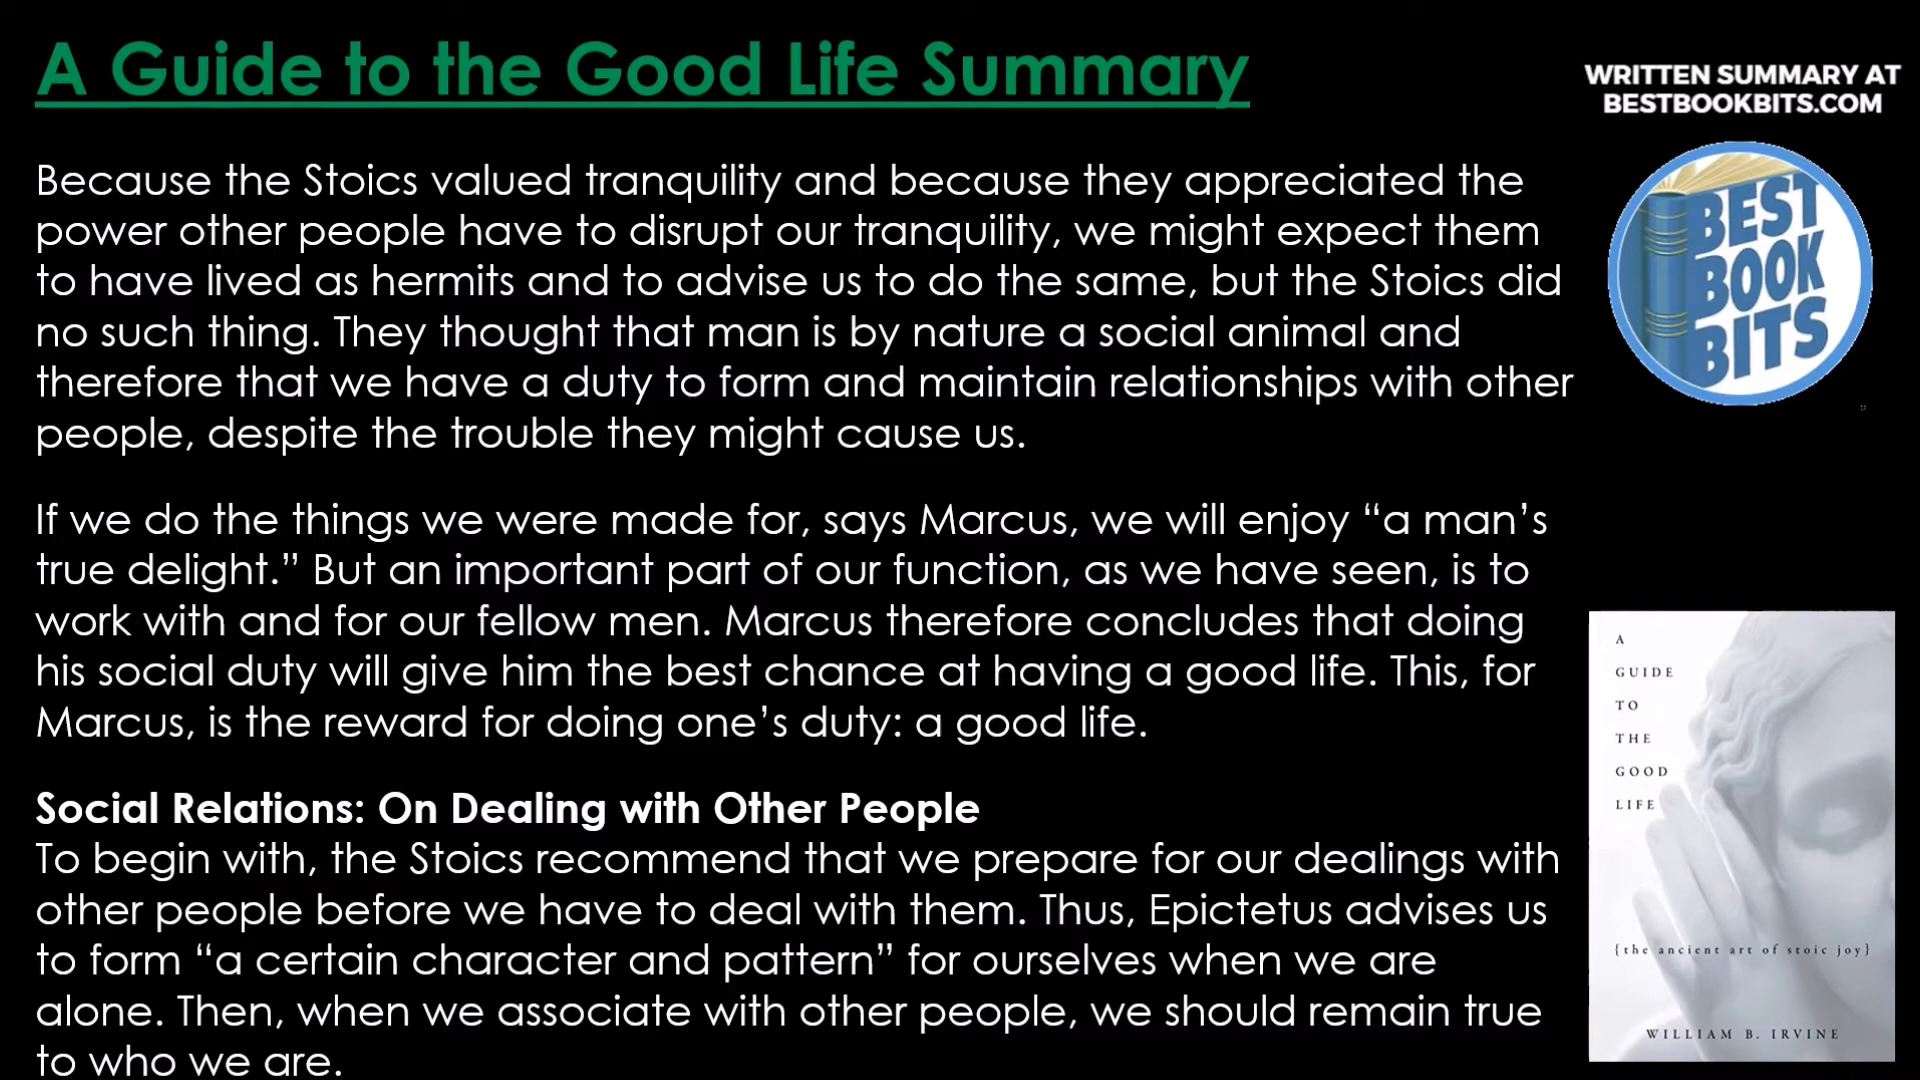 A Guide to the Good Life Summary
WRITTEN SUMMARY AT
BESTBOOKBITS.COM
BEST
BOOK
BITS
Because the Stoics valued tranquility and because they appreciated the
power other people have to disrupt our tranquility, we might expect them
to have lived as hermits and to advise us to do the same, but the Stoics did
no such thing. They thought that man is by nature a social animal and
therefore that we have a duty to form and maintain relationships with other
people, despite the trouble they might cause us.
If we do the things we were made for, says Marcus, we will enjoy “a man’s
true delight.” But an important part of our function, as we have seen, is to
work with and for our fellow men. Marcus therefore concludes that doing
his social duty will give him the best chance at having a good life. This, for
Marcus, is the reward for doing one’s duty: a good life.
Social Relations: On Dealing with Other People
To begin with, the Stoics recommend that we prepare for our dealings with
other people before we have to deal with them. Thus, Epictetus advises us
to form “a certain character and pattern” for ourselves when we are
alone. Then, when we associate with other people, we should remain true
to who we are.
A
GUIDE
TO
THE
GOOD
LIFE
{the ancient art of stoic joy}
WILLIAM B. IRVINE